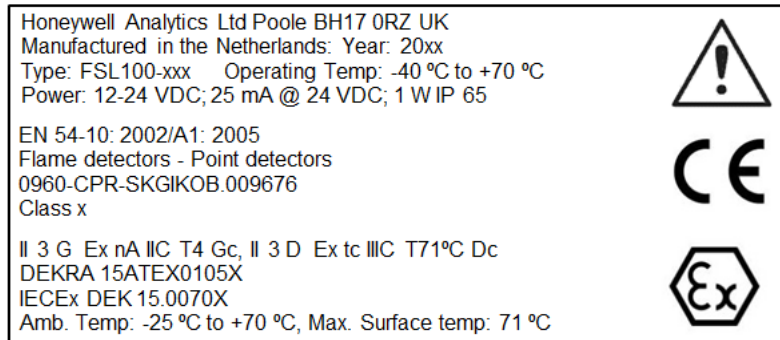 Honeywell Analytics Ltd Poole BH17 0RZ UK
Manufactured in the Netherlands: Year: 20xx
Type: FSL100-xxx Operating Temp: -40 ºC to +70 ºC
Power: 12-24 VDC; 25 mA @ 24 VDC; 1 W IP 65
EN 54-10: 2002/A1: 2005
Flame detectors - Point detectors
0960-CPR-SKGIKOB.009676
Class x
II 3 G Ex nA IIC T4 Gc, II 3 D Ex tc IIIC T71ºC Dc
DEKRA 15ATEX0105X
IECEx DEK 15.0070X
Amb. Temp: -25 ºC to +70 ºC, Max. Surface temp: 71 ºC
!
CE
Ex